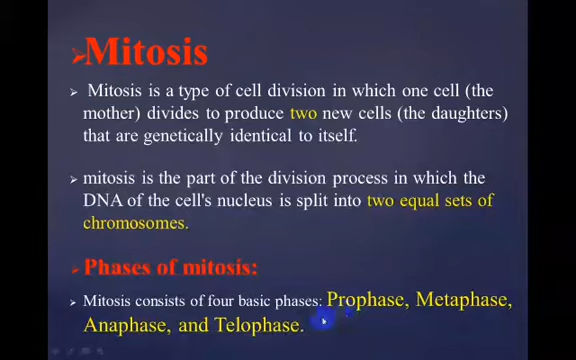 Mitosis
Mitosis is a type of cell division in which one cell (the
mother) divides to produce two new cells (the daughters)
that are genetically identical to itself.
mitosis is the part of the division process in which the
DNA of the cell's nucleus is split into two equal sets of
chromosomes.
Phases of mitosis:
Mitosis consists of four basic phases: Prophase, Metaphase,
Anaphase, and Telophase.